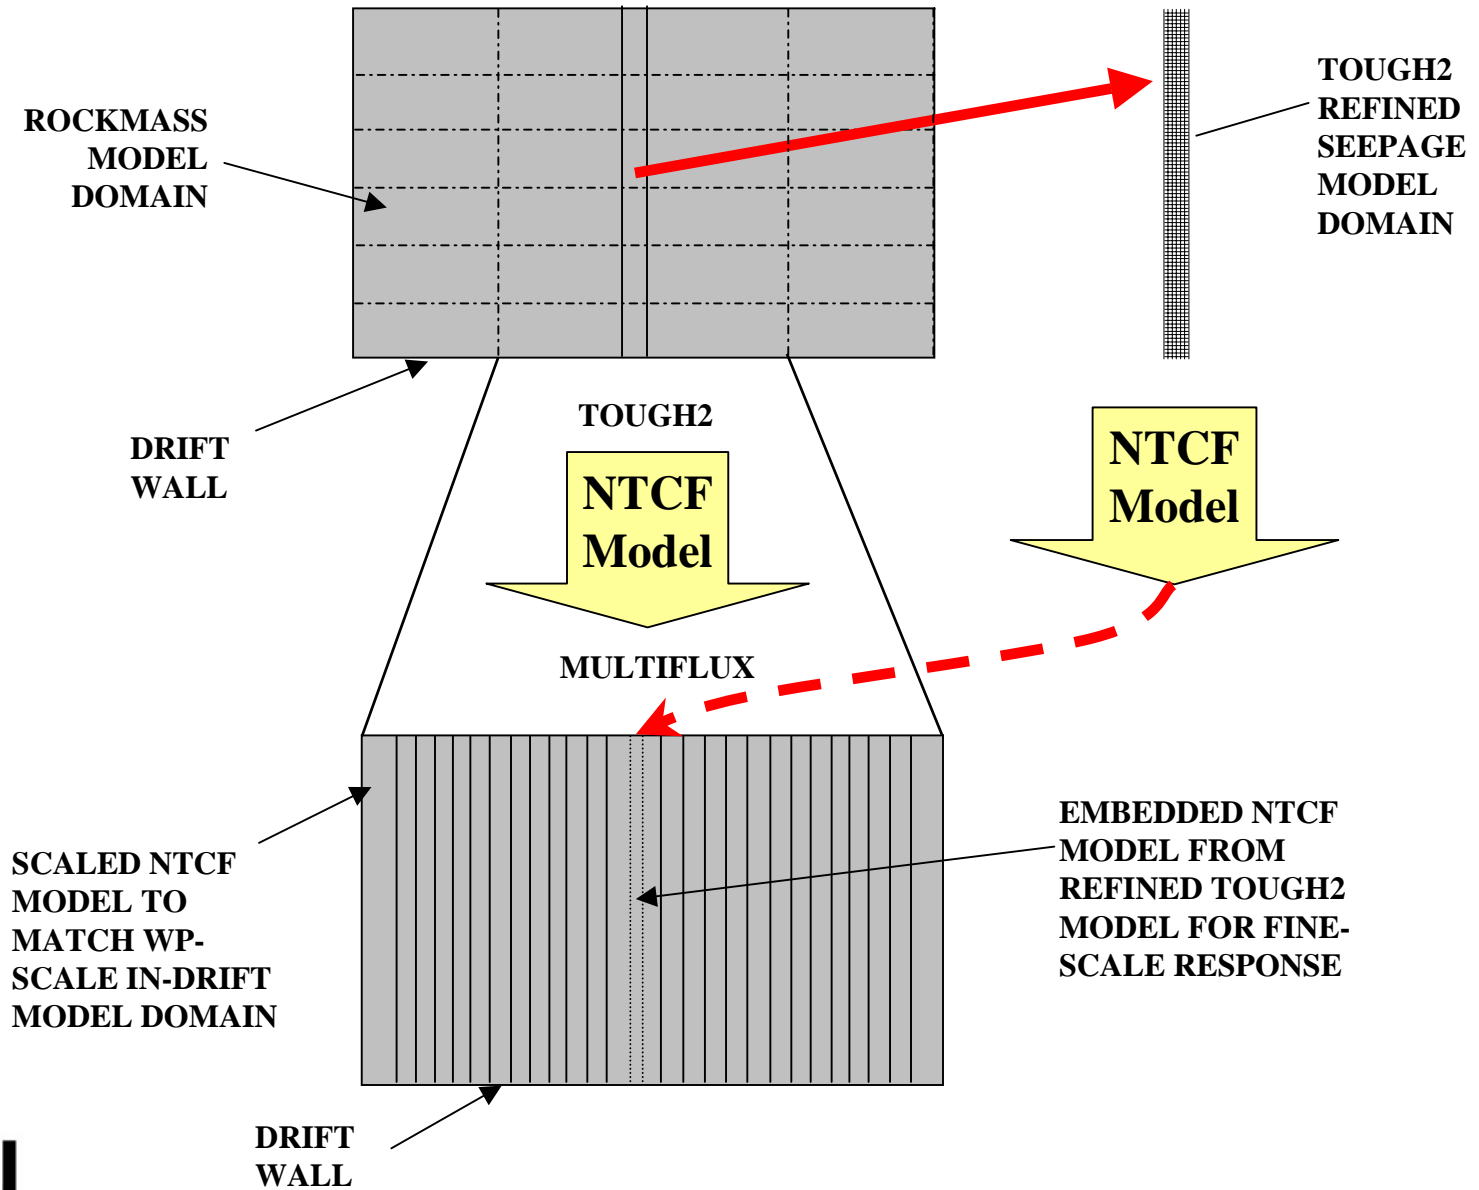 ROCKMASS
MODEL
DOMAIN
TOUGH2
REFINED
SEEPAGE
MODEL
DOMAIN
DRIFT
WALL
TOUGH2
NTCF
Model
NTCF
Model
MULTIFLUX
SCALED NTCF
MODEL TO
MATCH WP-
SCALE IN-DRIFT
MODEL DOMAIN
EMBEDDED NTCF
MODEL FROM
REFINED TOUGH2
MODEL FOR FINE-
SCALE RESPONSE
DRIFT
WALL